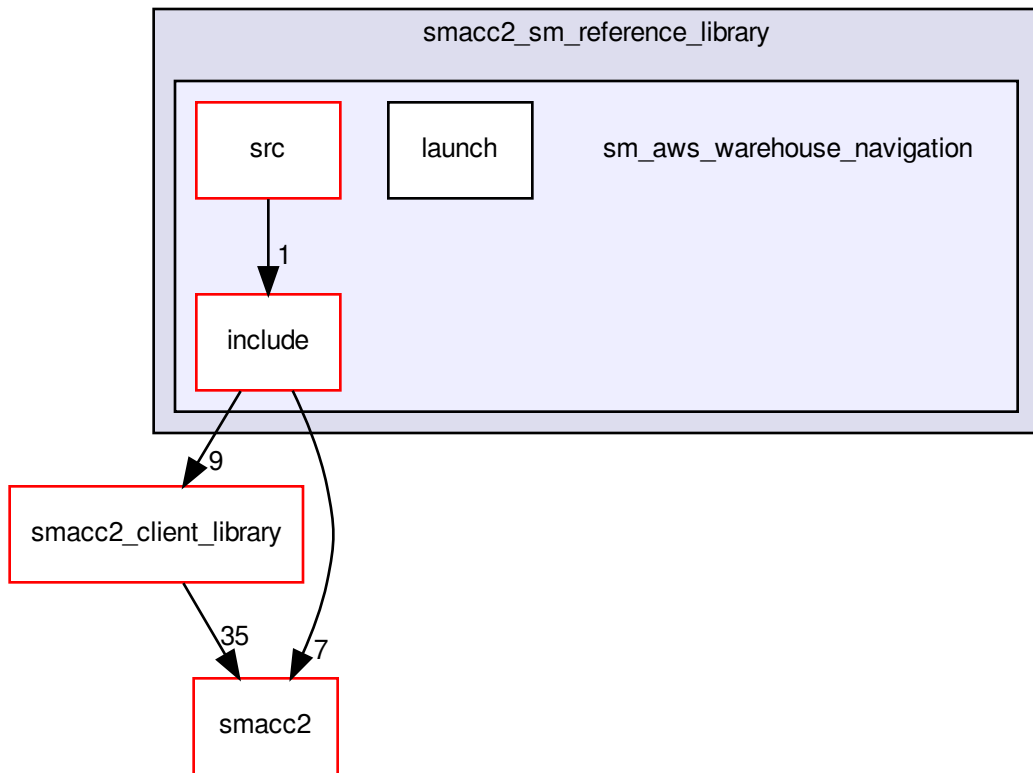 smacc2_sm_reference_library
src
launch
sm_aws_warehouse_navigation
1
include
9
smacc2_client_library
35
7
smacc2